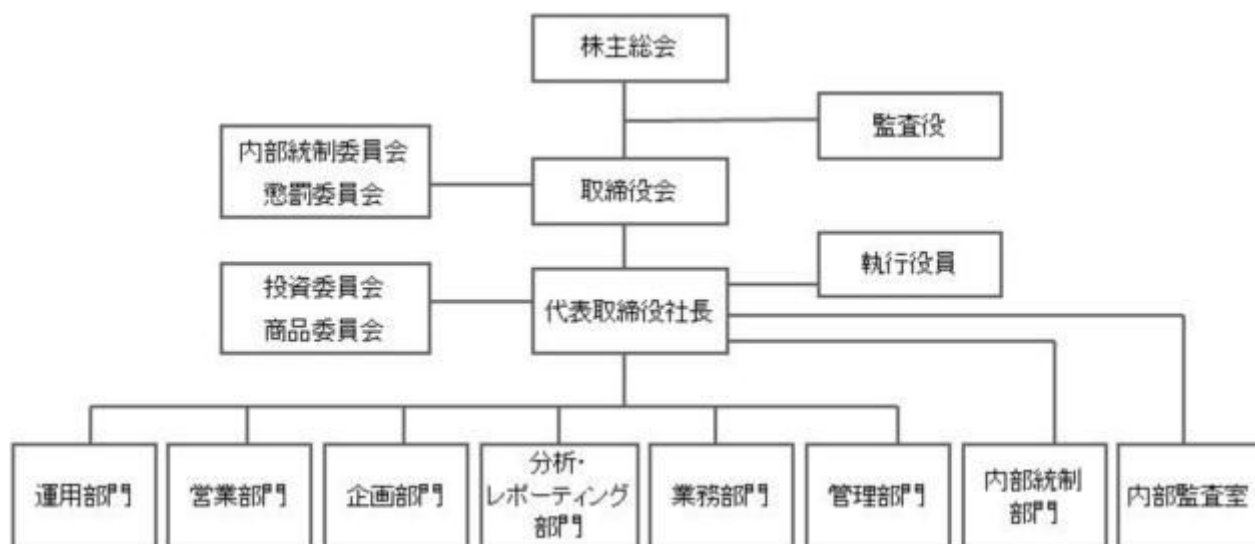 株主総会
監査役
内部統制委員会
懲罰委員会
取締役会
執行役員
投資委員会
商品委員会
代表取締役社長
運用部門
営業部門
企画部門
分析・
レポーティング
部門
業務部門
管理部門
内部統制
部門
内部監査室